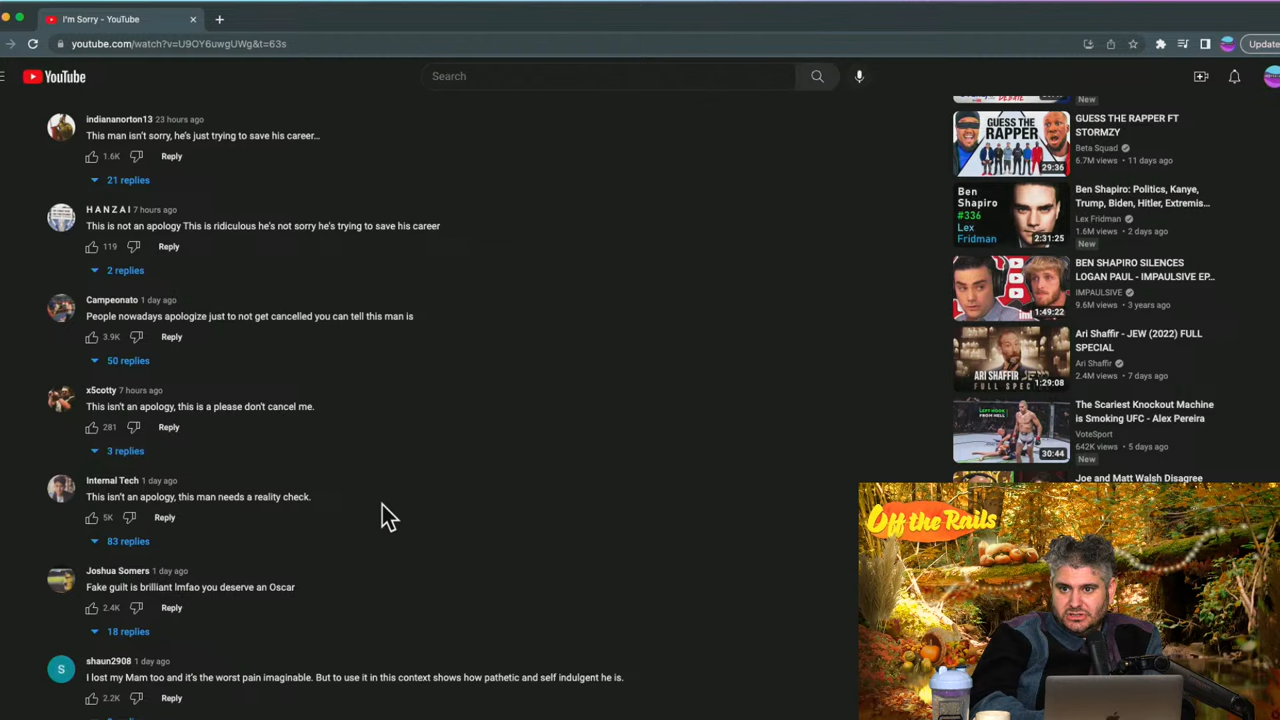 I'm Sorry - YouTube
youtube.com/watch?v=U9OY6uwgUWg&t=63s
Update
YouTube
Search
indiananorton13 23 hours ago
This man isn't sorry, he's just trying to save his career...
1.6K Reply
21 replies
H A N Z A I 7 hours ago
This is not an apology This is ridiculous he's not sorry he's trying to save his career
119 Reply
2 replies
Campeonato 1 day ago
People nowadays apologize just to not get cancelled you can tell this man is
3.9K Reply
50 replies
x5cotty 7 hours ago
This isn't an apology, this is a please don't cancel me.
281 Reply
3 replies
Internal Tech 1 day ago
This isn't an apology, this man needs a reality check.
5K Reply
83 replies
Joshua Somers 1 day ago
Fake guilt is brilliant lmfao you deserve an Oscar
2.4K Reply
18 replies
S
shaun2908 1 day ago
I lost my Mam too and it's the worst pain imaginable. But to use it in this context shows how pathetic and self indulgent he is.
2.2K Reply
DEBATE
New
GUESS THE
RAPPER
29:36
GUESS THE RAPPER FT
STORMZY
Beta Squad
6.7M views • 11 days ago
Ben
Shapiro
#336
Lex
Fridman
2:31:25
Ben Shapiro: Politics, Kanye,
Trump, Biden, Hitler, Extremis...
Lex Fridman
1.6M views • 2 days ago
New
1:49:22
BEN SHAPIRO SILENCES
LOGAN PAUL - IMPAULSIVE EP...
IMPAULSIVE
9.6M views • 3 years ago
ARI SHAFFIR
FULL SPEC
1:29:08
Ari Shaffir - JEW (2022) FULL
SPECIAL
Ari Shaffir
2.4M views • 7 days ago
LEFT HOOK
FROM HELL
30:44
The Scariest Knockout Machine
is Smoking UFC - Alex Pereira
VoteSport
642K views • 5 days ago
New
Joe and Matt Walsh Disagree
Off the Rails